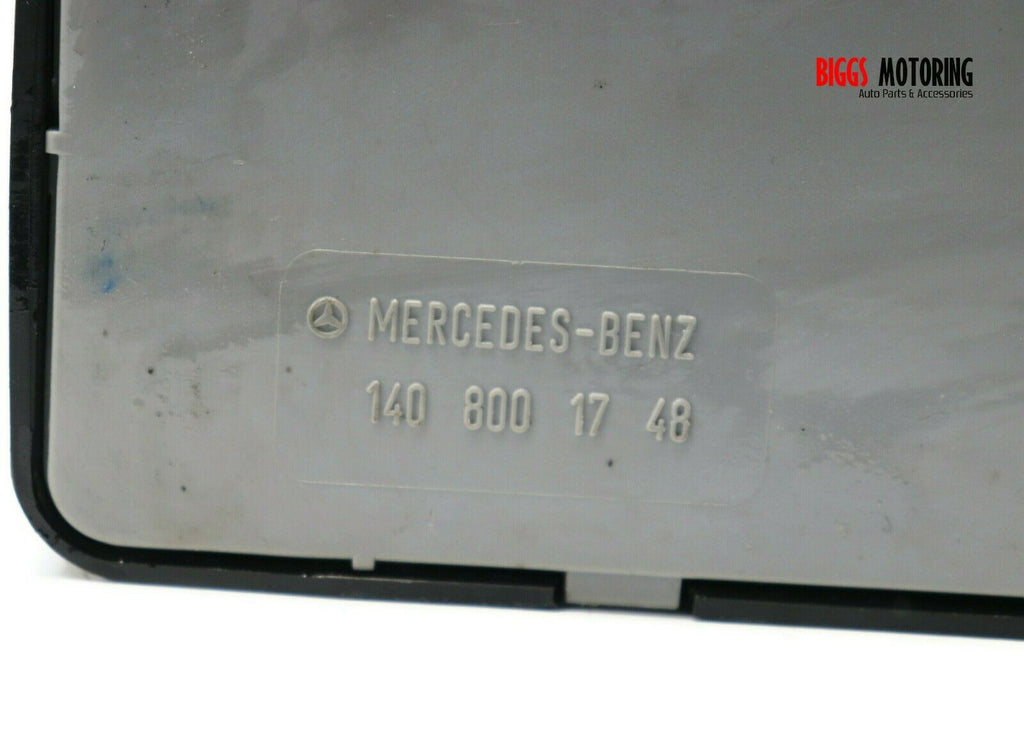 BIGGS MOTORING
Auto Parts & Accessories
MERCEDES-BENZ
140 800 17 48